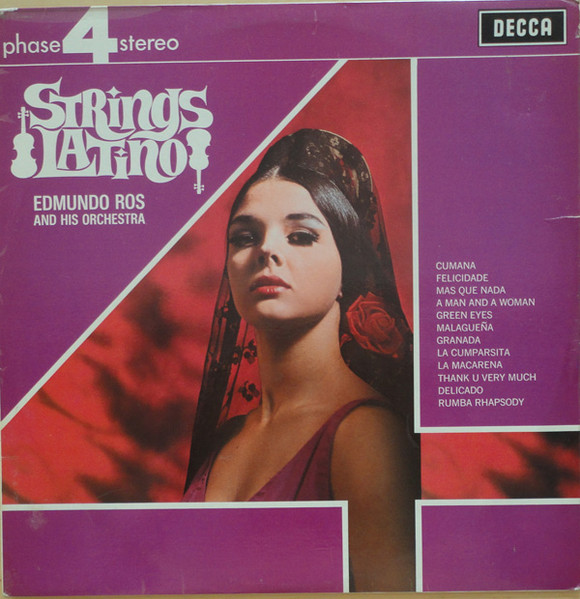 phase 4 stereo
DECCA
STRINGS
LATINO
EDMUNDO ROS
AND HIS ORCHESTRA
CUMANA
FELICIDADE
MAS QUE NADA
A MAN AND A WOMAN
GREEN EYES
MALAGUEÑA
GRANADA
LA CUMPARSITA
LA MACARENA
THANK U VERY MUCH
DELICADO
RUMBA RHAPSODY